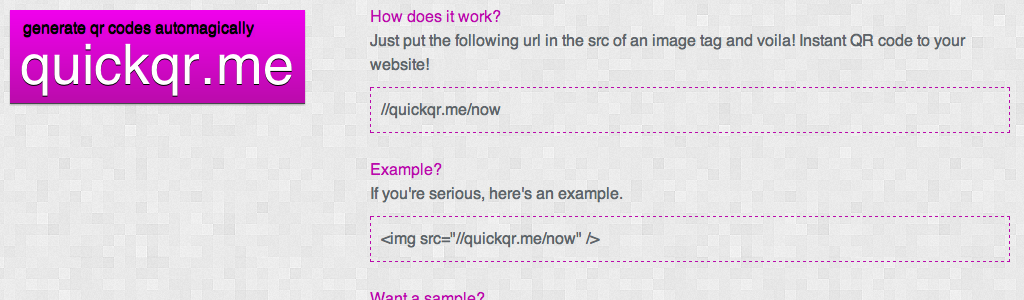 generate qr codes automagically
quickqr.me
How does it work?
Just put the following url in the src of an image tag and voila! Instant QR code to your
website!
//quickqr.me/now
Example?
If you're serious, here's an example.
<img src="//quickqr.me/now" />
Want a sample?